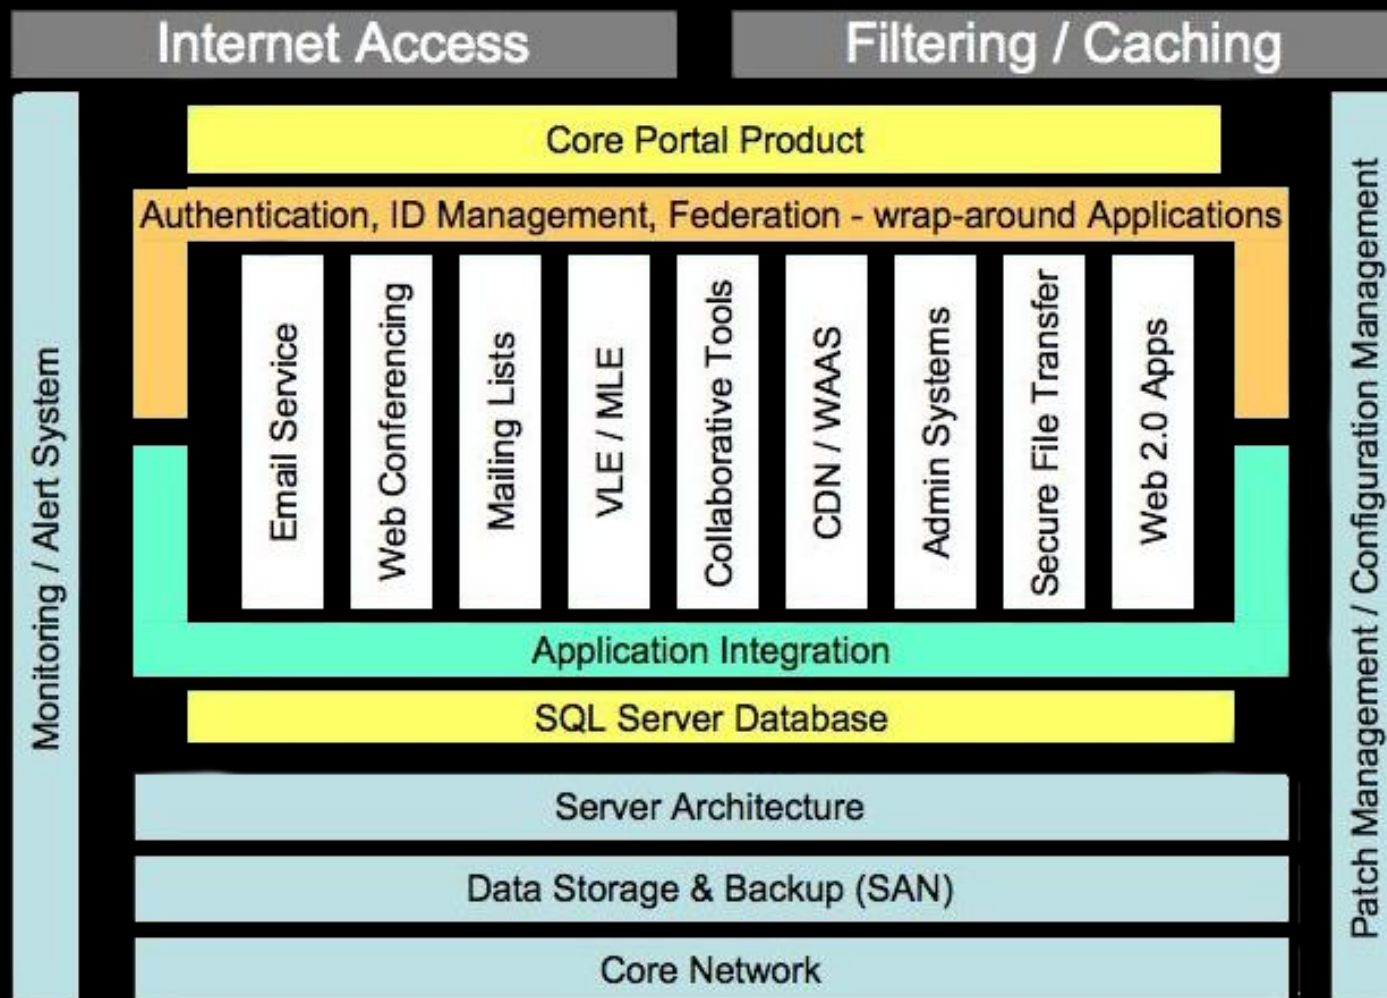 Internet Access
Filtering / Caching
Core Portal Product
Authentication, ID Management, Federation - wrap-around Applications
Monitoring / Alert System
Email Service
Web Conferencing
Mailing Lists
VLE / MLE
Collaborative Tools
CDN / WAAS
Admin Systems
Secure File Transfer
Web 2.0 Apps
Patch Management / Configuration Management
Application Integration
SQL Server Database
Server Architecture
Data Storage & Backup (SAN)
Core Network